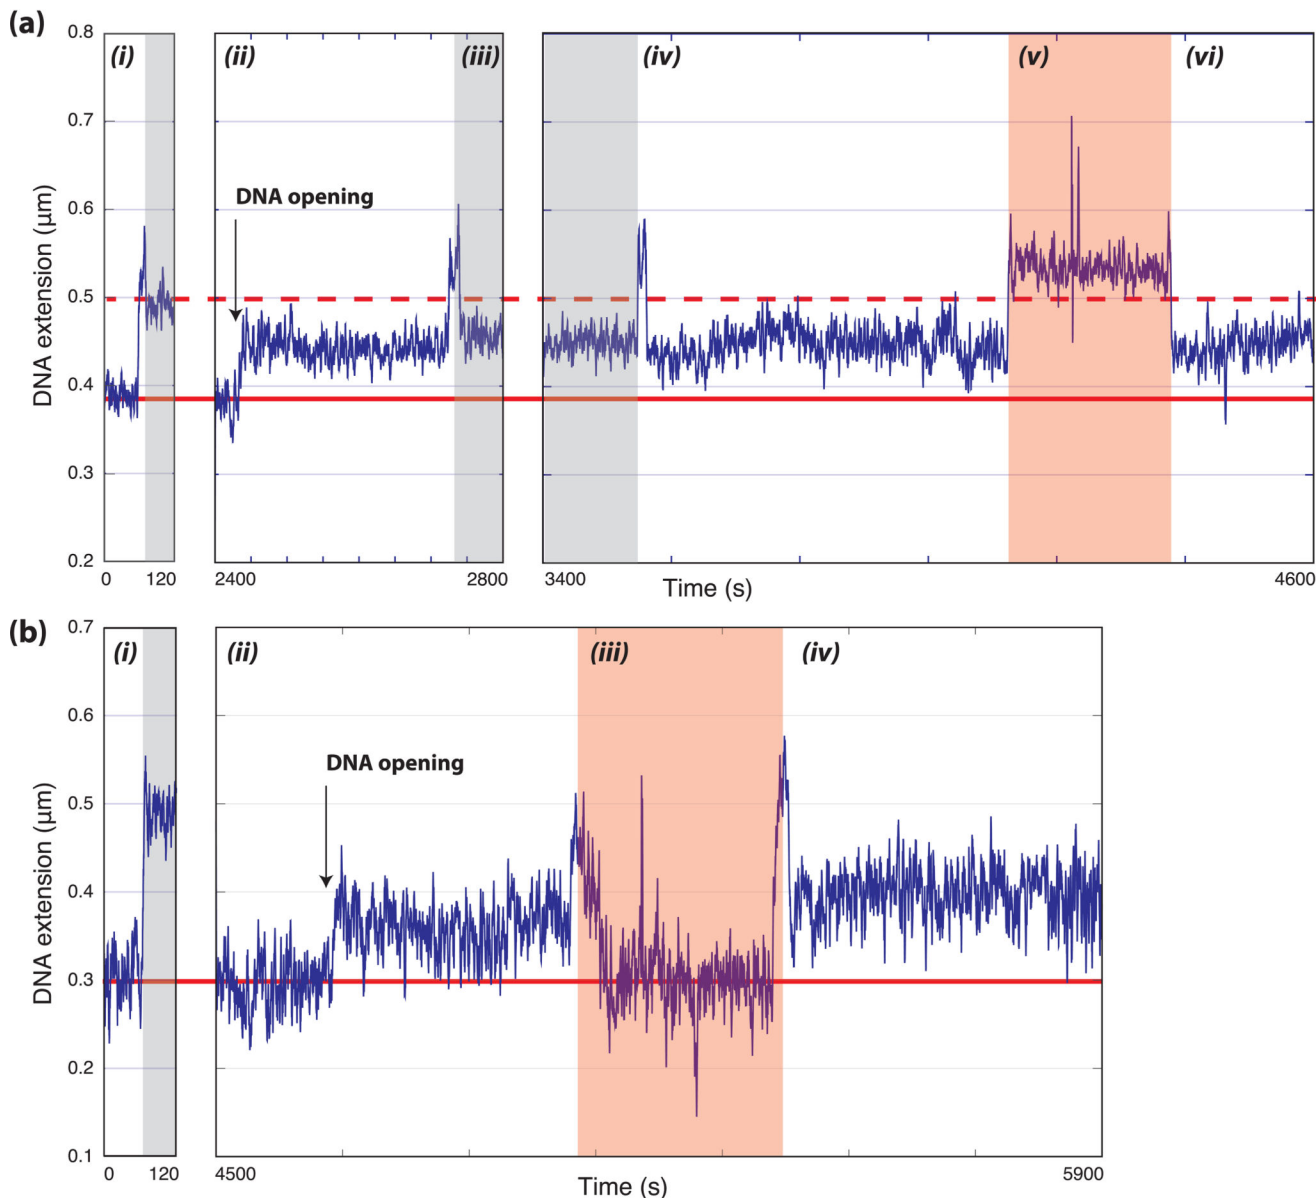 (a)
(i) (ii) (iii) (iv) (v) (vi)
0.8
0.7
0.6
0.5
0.4
0.3
0.2
DNA extension (µm)
DNA opening
0 120 2400 2800 3400 4600
Time (s)
(b)
(i) (ii) (iii) (iv)
0.7
0.6
0.5
0.4
0.3
0.2
0.1
DNA extension (µm)
DNA opening
0 120 4500 5900
Time (s)